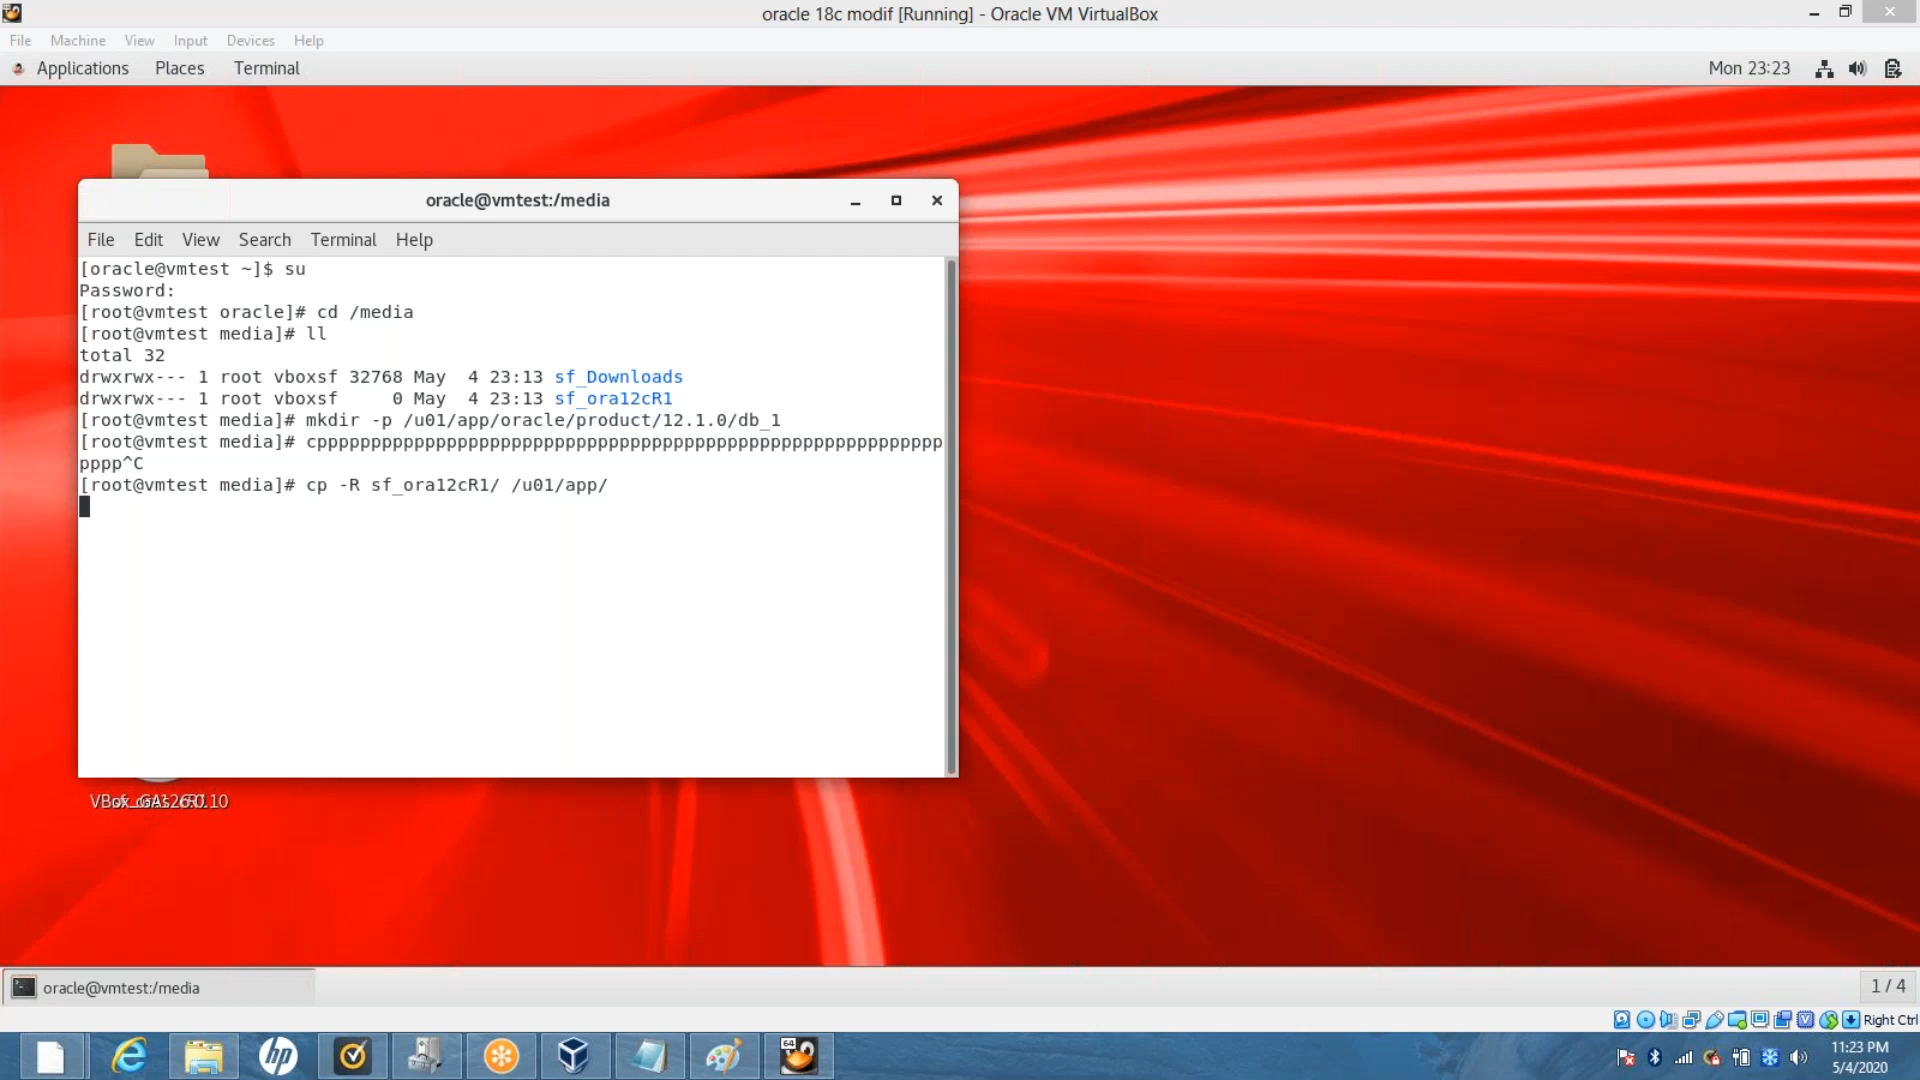 oracle 18c modif [Running] - Oracle VM VirtualBox
File Machine View Input Devices Help
Applications Places Terminal
Mon 23:23
oracle@vmtest:/media
File Edit View Search Terminal Help
[oracle@vmtest ~]$ su
Password:
[root@vmtest oracle]# cd /media
[root@vmtest media]# ll
total 32
drwxrwx--- 1 root vboxsf 32768 May  4 23:13 sf_Downloads
drwxrwx--- 1 root vboxsf     0 May  4 23:13 sf_ora12cR1
[root@vmtest media]# mkdir -p /u01/app/oracle/product/12.1.0/db_1
[root@vmtest media]# cpppppppppppppppppppppppppppppppppppppppppppppppppppppppppp
pppp^C
[root@vmtest media]# cp -R sf_ora12cR1/ /u01/app/
oracle@vmtest:/media
1 / 4
Right Ctrl
hp
64
11:23 PM
5/4/2020